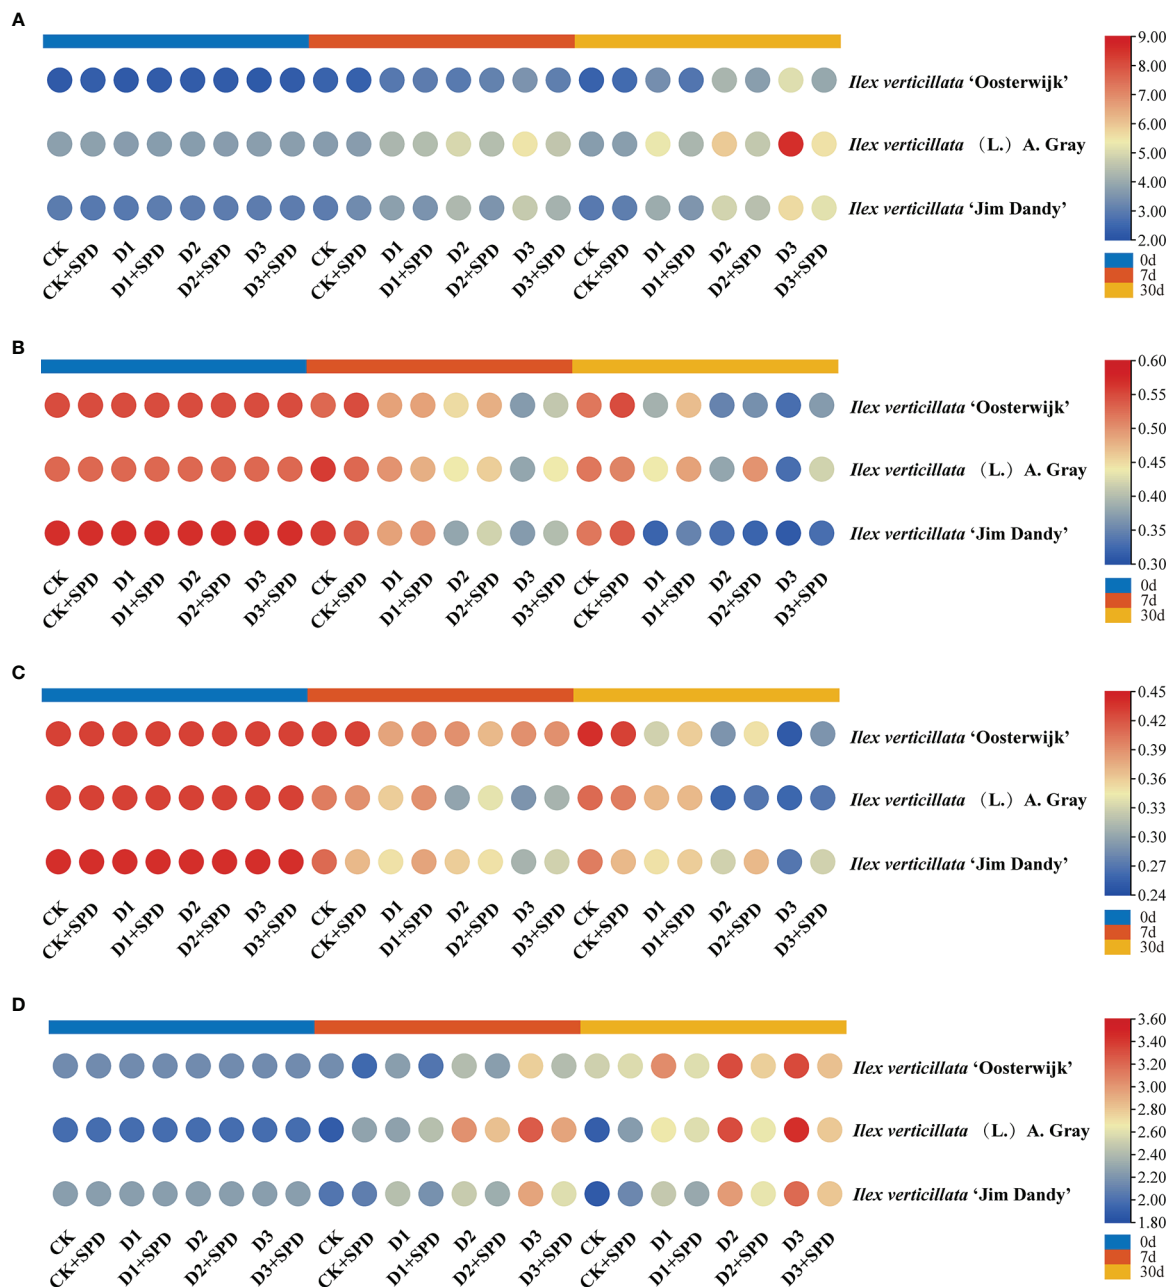 A
9.00
8.00
7.00
6.00
5.00
4.00
3.00
2.00
Ilex verticillata ‘Oosterwijk’
Ilex verticillata （L.）A. Gray
Ilex verticillata ‘Jim Dandy’
CK CK+SPD D1 D1+SPD D2 D2+SPD D3 D3+SPD CK CK+SPD D1 D1+SPD D2 D2+SPD D3 D3+SPD CK CK+SPD D1 D1+SPD D2 D2+SPD D3 D3+SPD
0d
7d
30d
B
0.60
0.55
0.50
0.45
0.40
0.35
0.30
Ilex verticillata ‘Oosterwijk’
Ilex verticillata （L.）A. Gray
Ilex verticillata ‘Jim Dandy’
CK CK+SPD D1 D1+SPD D2 D2+SPD D3 D3+SPD CK CK+SPD D1 D1+SPD D2 D2+SPD D3 D3+SPD CK CK+SPD D1 D1+SPD D2 D2+SPD D3 D3+SPD
0d
7d
30d
C
0.45
0.42
0.39
0.36
0.33
0.30
0.27
0.24
Ilex verticillata ‘Oosterwijk’
Ilex verticillata （L.）A. Gray
Ilex verticillata ‘Jim Dandy’
CK CK+SPD D1 D1+SPD D2 D2+SPD D3 D3+SPD CK CK+SPD D1 D1+SPD D2 D2+SPD D3 D3+SPD CK CK+SPD D1 D1+SPD D2 D2+SPD D3 D3+SPD
0d
7d
30d
D
3.60
3.40
3.20
3.00
2.80
2.60
2.40
2.20
2.00
1.80
Ilex verticillata ‘Oosterwijk’
Ilex verticillata （L.）A. Gray
Ilex verticillata ‘Jim Dandy’
CK CK+SPD D1 D1+SPD D2 D2+SPD D3 D3+SPD CK CK+SPD D1 D1+SPD D2 D2+SPD D3 D3+SPD CK CK+SPD D1 D1+SPD D2 D2+SPD D3 D3+SPD
0d
7d
30d